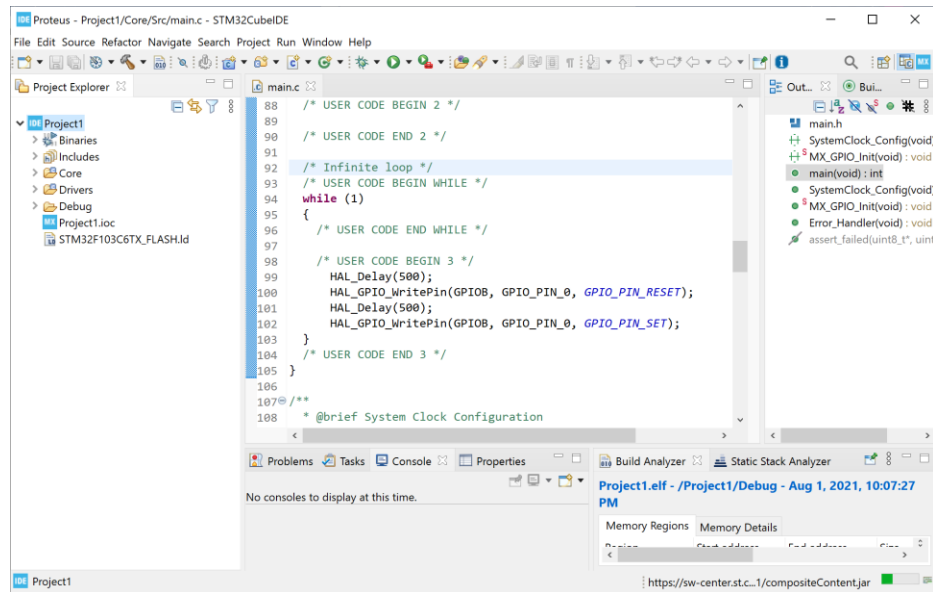 IDE Proteus - Project1/Core/Src/main.c - STM32CubeIDE
File Edit Source Refactor Navigate Search Project Run Window Help
Project Explorer
IDE Project1
Binaries
Includes
Core
Drivers
Debug
MX Project1.ioc
STM32F103C6TX_FLASH.ld
main.c
88 /* USER CODE BEGIN 2 */
89
90 /* USER CODE END 2 */
91
92 /* Infinite loop */
93 /* USER CODE BEGIN WHILE */
94 while (1)
95 {
96 /* USER CODE END WHILE */
97
98 /* USER CODE BEGIN 3 */
99 HAL_Delay(500);
100 HAL_GPIO_WritePin(GPIOB, GPIO_PIN_0, GPIO_PIN_RESET);
101 HAL_Delay(500);
102 HAL_GPIO_WritePin(GPIOB, GPIO_PIN_0, GPIO_PIN_SET);
103 }
104 /* USER CODE END 3 */
105 }
106
107 /**
108 * @brief System Clock Configuration
Out... Bui...
main.h
SystemClock_Config(void)
MX_GPIO_Init(void) : void
main(void) : int
SystemClock_Config(void)
MX_GPIO_Init(void) : void
Error_Handler(void) : void
assert_failed(uint8_t*, uint
Problems Tasks Console Properties
No consoles to display at this time.
Build Analyzer Static Stack Analyzer
Project1.elf - /Project1/Debug - Aug 1, 2021, 10:07:27
PM
Memory Regions Memory Details
IDE Project1
https://sw-center.st.c...1/compositeContent.jar